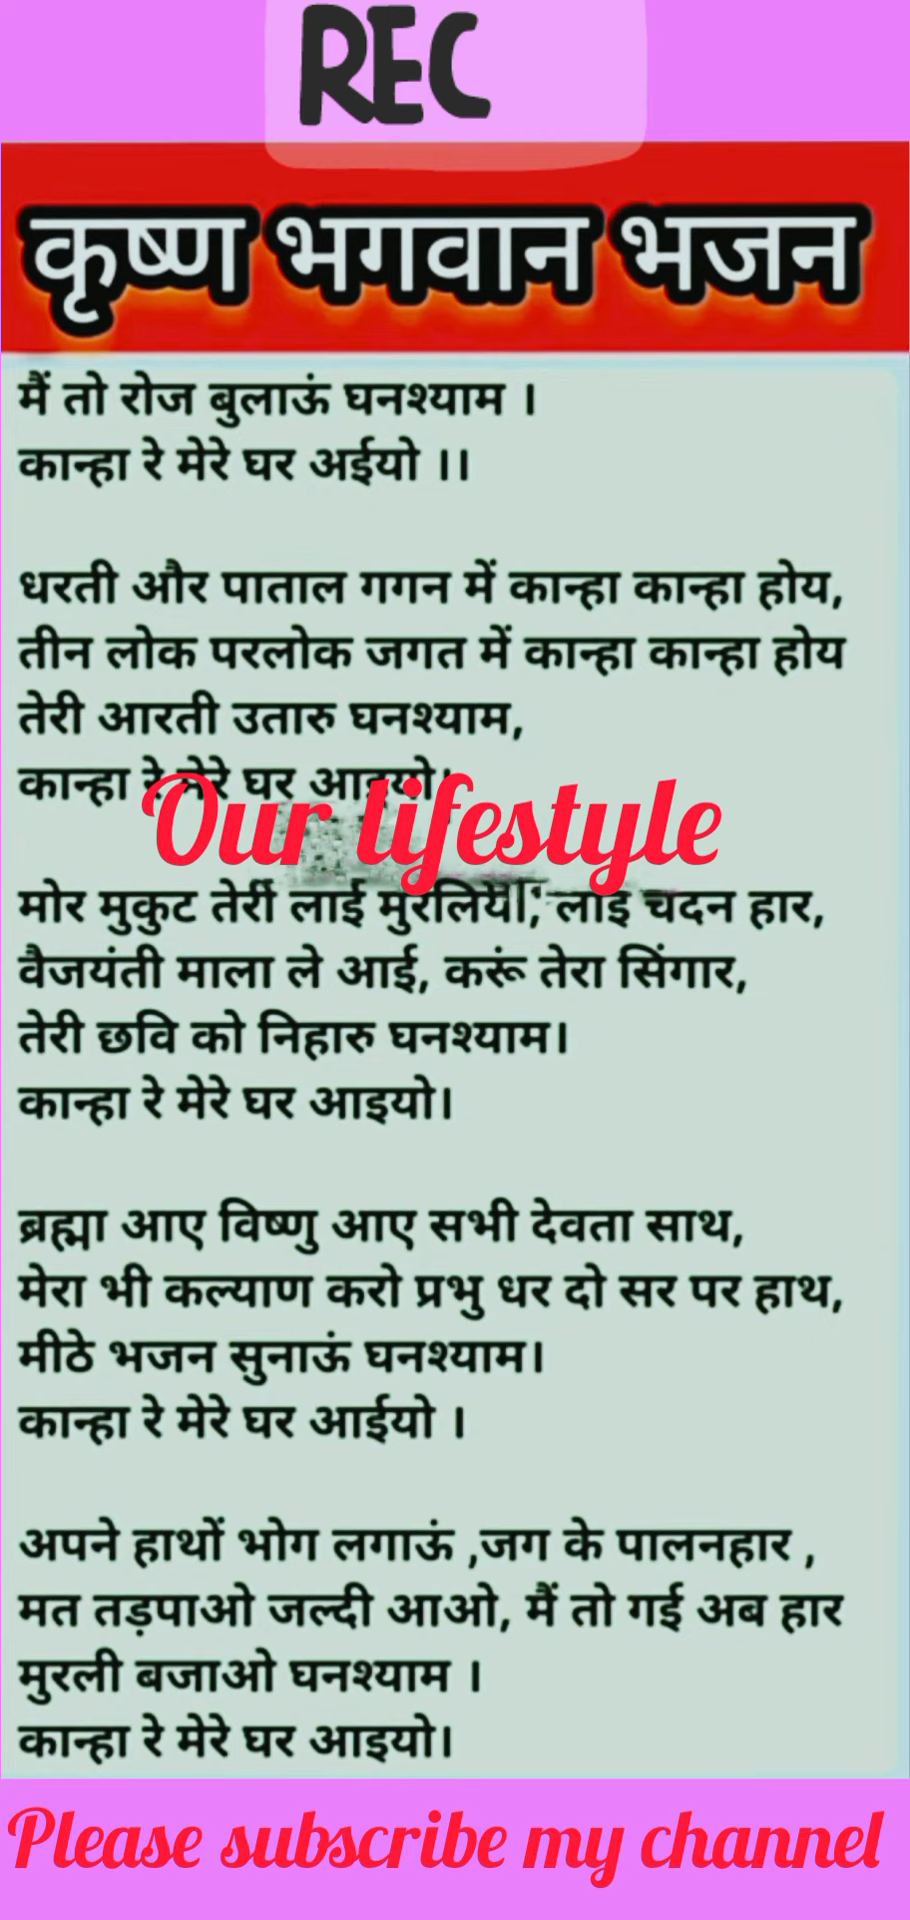 REC
कृष्ण भगवान भजन
मैं तो रोज बुलाऊं घनश्याम ।
कान्हा रे मेरे घर अईयो ।।
धरती और पाताल गगन में कान्हा कान्हा होय,
तीन लोक परलोक जगत में कान्हा कान्हा होय
तेरी आरती उतारु घनश्याम,
कान्हा रे मेरे घर आइयो।
Our lifestyle
मोर मुकुट तेरी लाई मुरलिया, लाई चंदन हार,
वैजयंती माला ले आई, करूं तेरा सिंगार,
तेरी छवि को निहारु घनश्याम।
कान्हा रे मेरे घर आइयो।
ब्रह्मा आए विष्णु आए सभी देवता साथ,
मेरा भी कल्याण करो प्रभु धर दो सर पर हाथ,
मीठे भजन सुनाऊं घनश्याम।
कान्हा रे मेरे घर आईयो ।
अपने हाथों भोग लगाऊं ,जग के पालनहार ,
मत तड़पाओ जल्दी आओ, मैं तो गई अब हार
मुरली बजाओ घनश्याम ।
कान्हा रे मेरे घर आइयो।
Please subscribe my channel